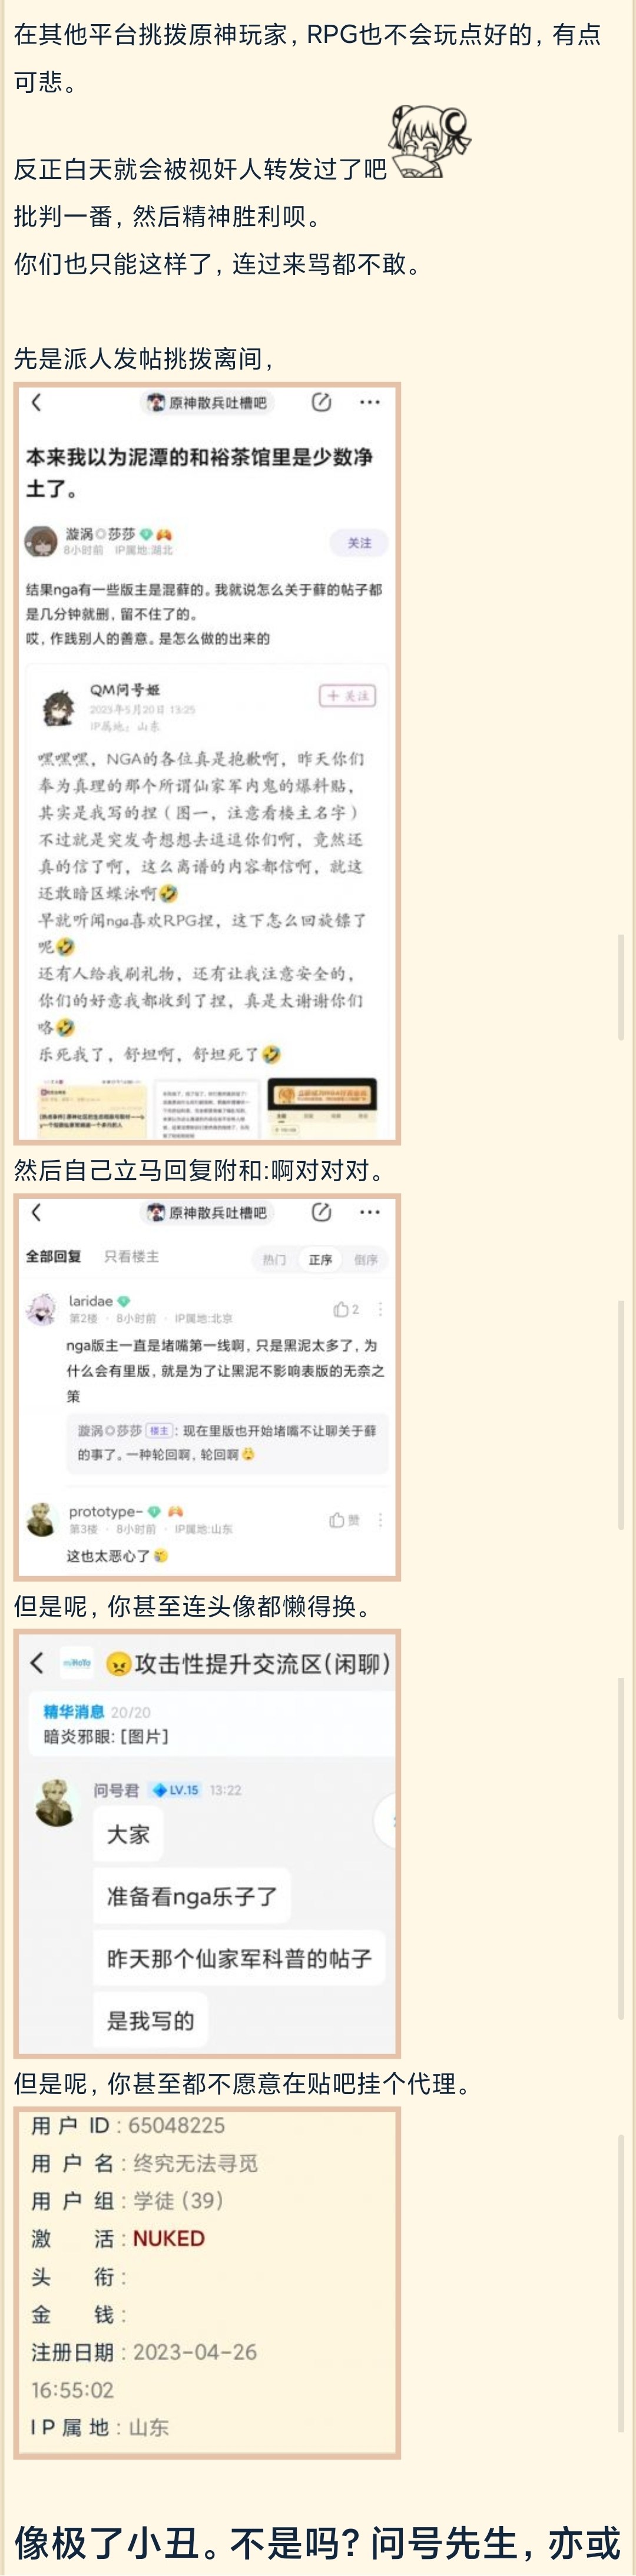 在其他平台挑拨原神玩家，RPG也不会玩点好的，有点
可悲。
反正白天就会被视奸人转发过了吧
批判一番，然后精神胜利呗。
你们也只能这样了，连过来骂都不敢。
先是派人发帖挑拨离间，
原神散兵吐槽吧
本来我以为泥潭的和裕茶馆里是少数净
土了。
漩涡◎莎莎
8小时前 IP属地:湖北
关注
结果nga有一些版主是混藓的。我就说怎么关于藓的帖子都
是几分钟就删，留不住了的。
哎，作践别人的善意。是怎么做的出来的
QM问号姬
2023年5月20日 13:25
IP属地：山东
+ 关注
嘿嘿嘿，NGA的各位真是抱歉啊，昨天你们
奉为真理的那个所谓仙家军内鬼的爆料贴，
其实是我写的捏（图一，注意看楼主名字）
不过就是突发奇想想去逗逗你们啊，竟然还
真的信了啊，这么离谱的内容都信啊，就这
还敢暗区蝶泳啊🤣
早就听闻nga喜欢RPG捏，这下怎么回旋镖了
呢🤣
还有人给我刷礼物，还有让我注意安全的，
你们的好意我都收到了捏，真是太谢谢你们
咯🤣
乐死我了，舒坦啊，舒坦死了🤣
然后自己立马回复附和:啊对对对。
原神散兵吐槽吧
全部回复 只看楼主 热门 正序 倒序
laridae
2
第2楼 · 8小时前 · IP属地:北京
nga版主一直是堵嘴第一线啊，只是黑泥太多了，为
什么会有里版，就是为了让黑泥不影响表版的无奈之
策
漩涡◎莎莎 楼主：现在里版也开始堵嘴不让聊关于藓
的事了。一种轮回啊，轮回啊
prototype-
赞
第3楼 · 8小时前 · IP属地:山东
这也太恶心了
但是呢，你甚至连头像都懒得换。
miHoYo
😠攻击性提升交流区(闲聊)
精华消息 20/20
暗炎邪眼: [图片]
问号君 LV.15 13:22
大家
准备看nga乐子了
昨天那个仙家军科普的帖子
是我写的
但是呢，你甚至都不愿意在贴吧挂个代理。
用户 ID : 65048225
用户名 : 终究无法寻觅
用户组 : 学徒 (39)
激活 : NUKED
头衔 :
金钱 :
注册日期 : 2023-04-26
16:55:02
IP属地 : 山东
像极了小丑。不是吗？问号先生，亦或